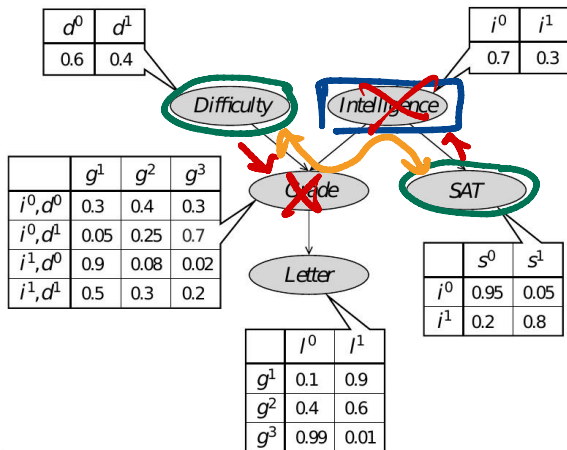 d⁰ d¹
0.6 0.4
i⁰ i¹
0.7 0.3
Difficulty
Intelligence
g¹ g² g³
i⁰,d⁰ 0.3 0.4 0.3
i⁰,d¹ 0.05 0.25 0.7
i¹,d⁰ 0.9 0.08 0.02
i¹,d¹ 0.5 0.3 0.2
Grade
SAT
s⁰ s¹
i⁰ 0.95 0.05
i¹ 0.2 0.8
Letter
l⁰ l¹
g¹ 0.1 0.9
g² 0.4 0.6
g³ 0.99 0.01